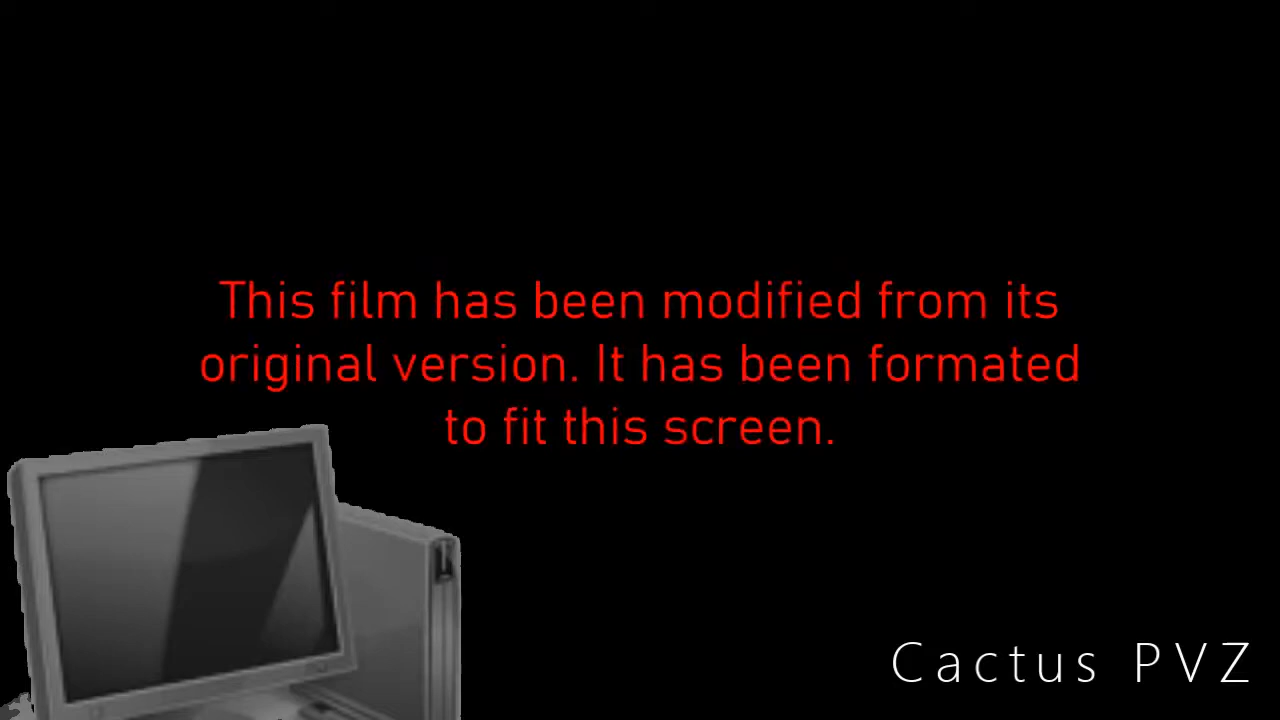 This film has been modified from its
original version. It has been formated
to fit this screen.
Cactus PVZ